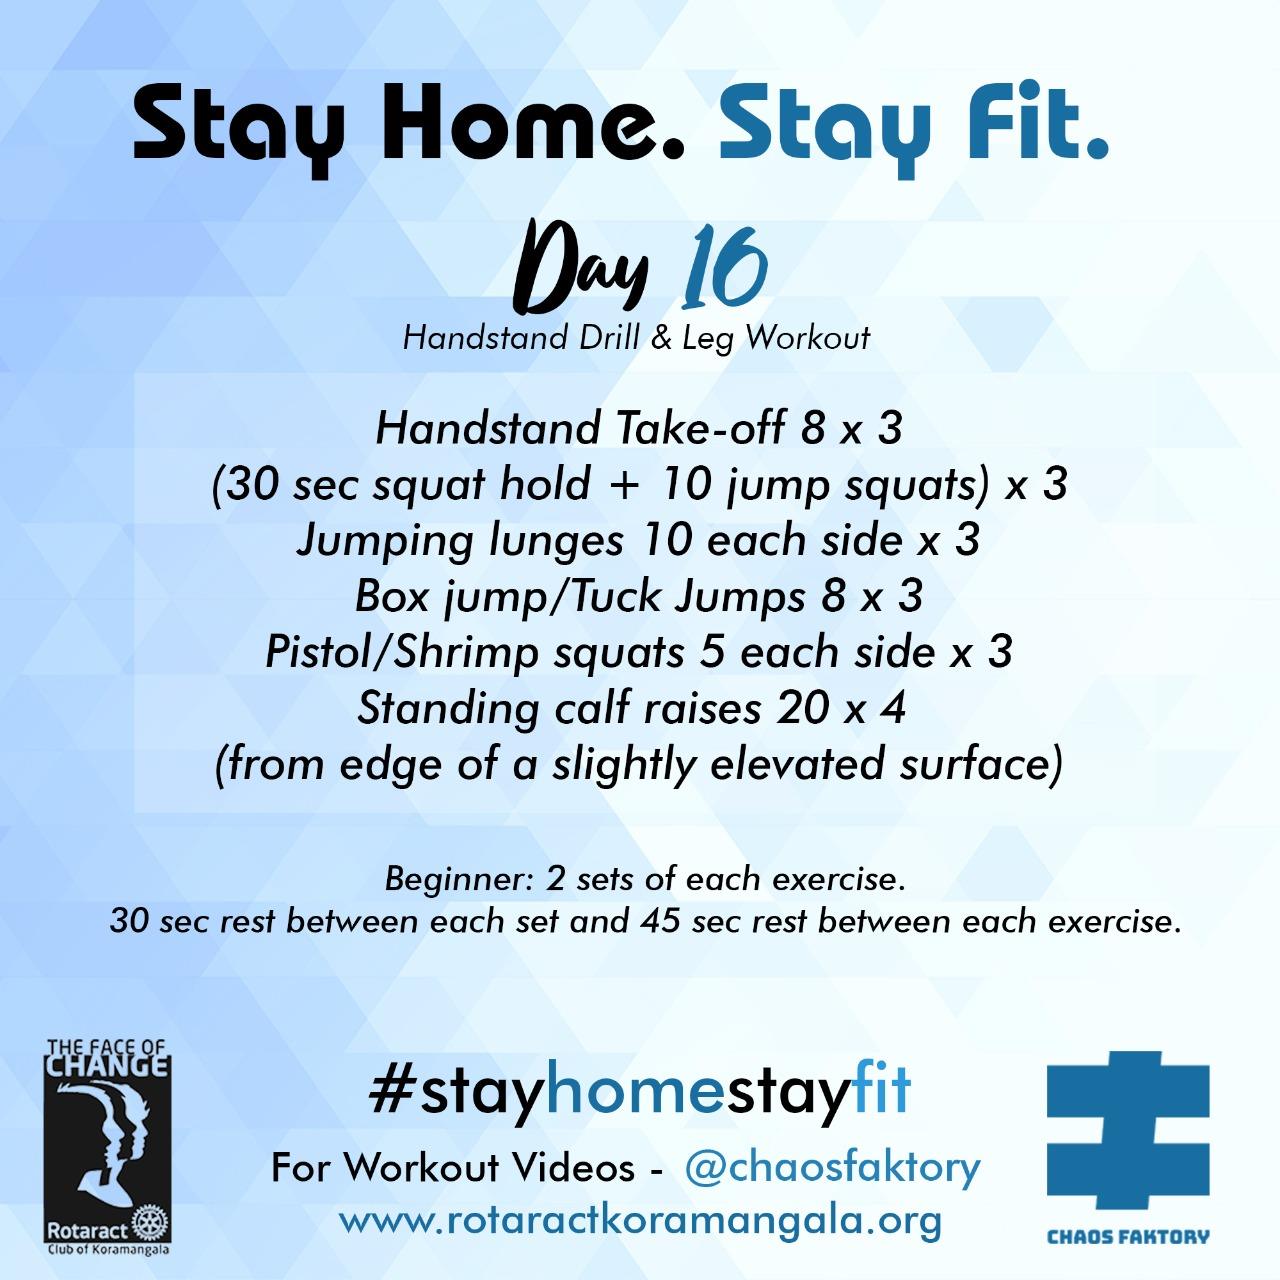 Stay Home. Stay Fit.
Day 16
Handstand Drill & Leg Workout
Handstand Take-off 8 x 3
(30 sec squat hold + 10 jump squats) x 3
Jumping lunges 10 each side x 3
Box jump/Tuck Jumps 8 x 3
Pistol/Shrimp squats 5 each side x 3
Standing calf raises 20 x 4
(from edge of a slightly elevated surface)
Beginner: 2 sets of each exercise.
30 sec rest between each set and 45 sec rest between each exercise.
THE FACE OF
CHANGE
Rotaract
Club of Koramangala
#stayhomestayfit
For Workout Videos - @chaosfaktory
www.rotaractkoramangala.org
CHAOS FAKTORY